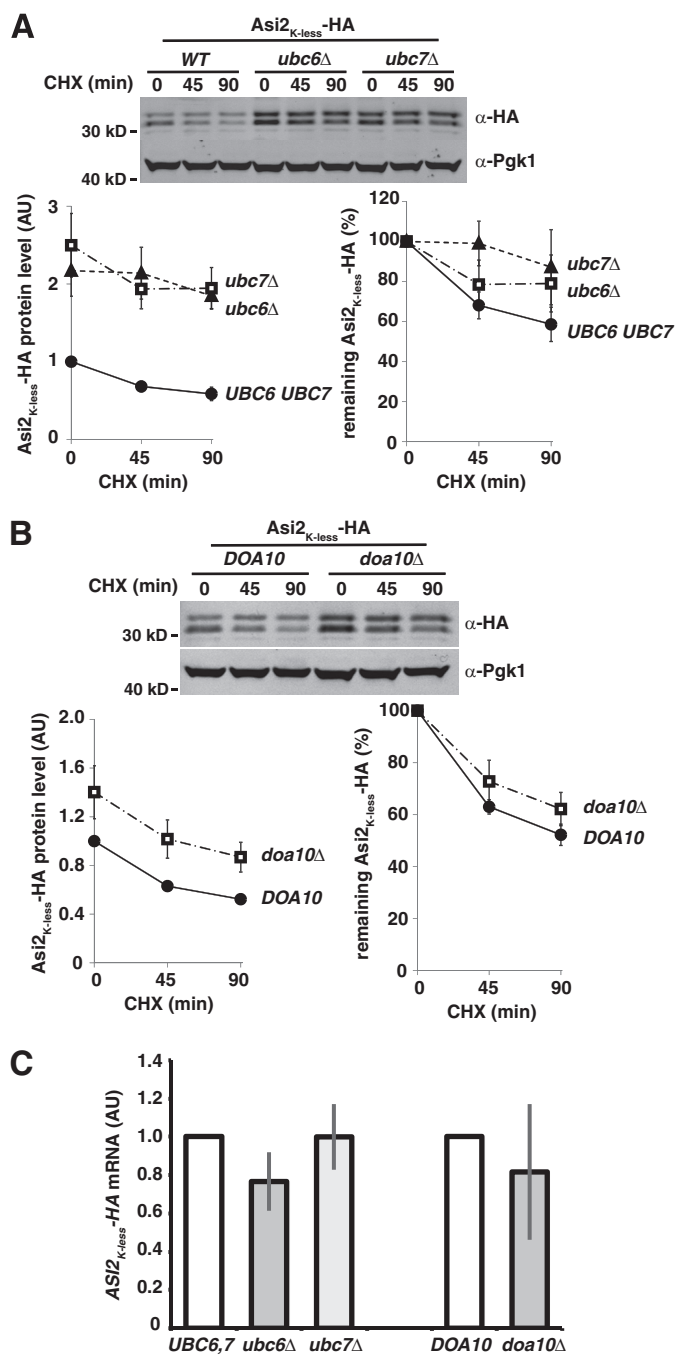 A
Asi2K-less-HA
WT ubc6Δ ubc7Δ
CHX (min) 0 45 90 0 45 90 0 45 90
α-HA
30 kD
α-Pgk1
40 kD
Asi2K-less-HA protein level (AU)
3
2
1
0
ubc7Δ
ubc6Δ
UBC6 UBC7
0 45 90
CHX (min)
remaining Asi2K-less-HA (%)
120
100
80
60
40
20
0
ubc7Δ
ubc6Δ
UBC6 UBC7
0 45 90
CHX (min)
B
Asi2K-less-HA
DOA10 doa10Δ
CHX (min) 0 45 90 0 45 90
α-HA
30 kD
α-Pgk1
40 kD
Asi2K-less-HA protein level (AU)
2.0
1.6
1.2
0.8
0.4
0
doa10Δ
DOA10
0 45 90
CHX (min)
remaining Asi2K-less-HA (%)
100
80
60
40
20
0
doa10Δ
DOA10
0 45 90
CHX (min)
C
ASI2K-less-HA mRNA (AU)
1.4
1.2
1.0
0.8
0.6
0.4
0.2
0
UBC6,7 ubc6Δ ubc7Δ DOA10 doa10Δ